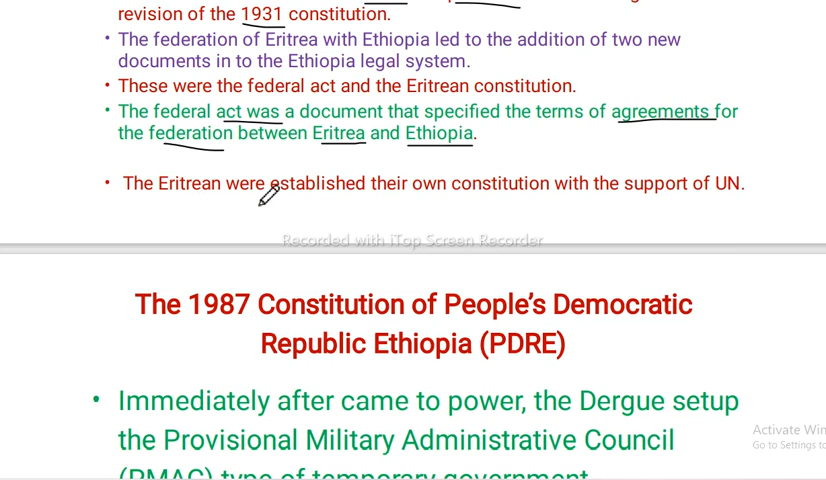 revision of the 1931 constitution.
• The federation of Eritrea with Ethiopia led to the addition of two new
documents in to the Ethiopia legal system.
• These were the federal act and the Eritrean constitution.
• The federal act was a document that specified the terms of agreements for
the federation between Eritrea and Ethiopia.
• The Eritrean were established their own constitution with the support of UN.
Recorded with iTop Screen Recorder
The 1987 Constitution of People's Democratic
Republic Ethiopia (PDRE)
• Immediately after came to power, the Dergue setup
the Provisional Military Administrative Council
Activate Win
Go to Settings to
(PMAC) type of temporary government